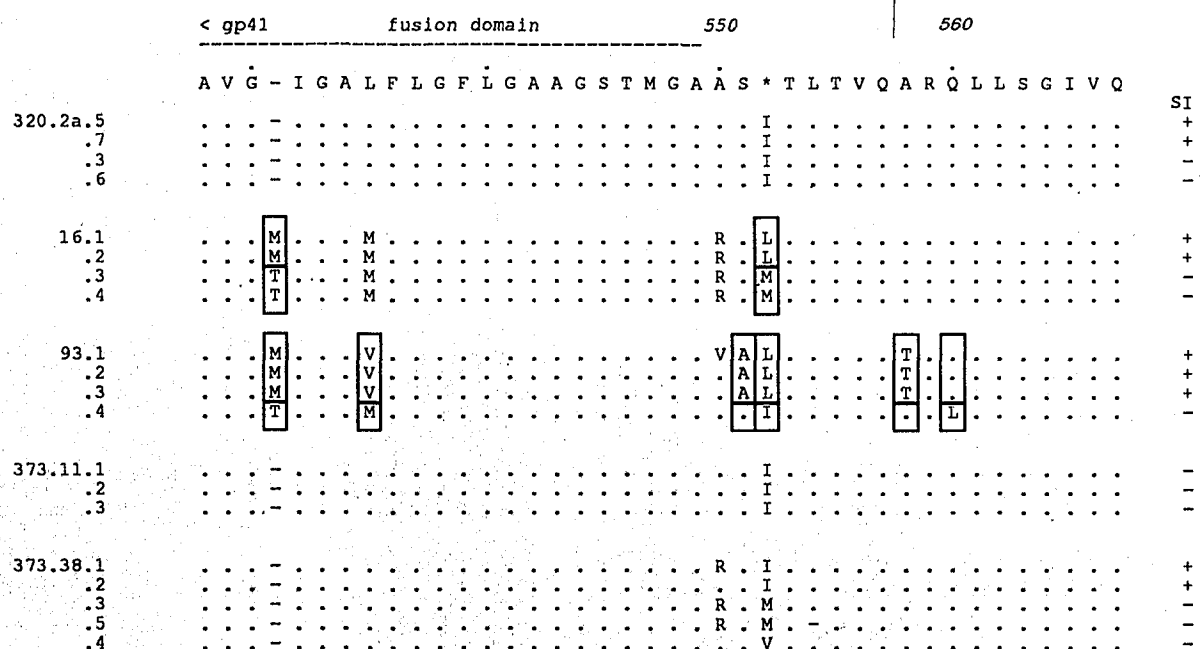 < gp41 fusion domain 550 560
A V G - I G A L F L G F L G A A G S T M G A A S * T L T V Q A R Q L L S G I V Q
SI
320.2a.5 . . . - . . . . . . . . . . . . . . . . . . . . I . . . . . . . . . . . . . . . +
.7 . . . - . . . . . . . . . . . . . . . . . . . . I . . . . . . . . . . . . . . . +
.3 . . . - . . . . . . . . . . . . . . . . . . . . I . . . . . . . . . . . . . . . -
.6 . . . - . . . . . . . . . . . . . . . . . . . . I . . . . . . . . . . . . . . . -
16.1 . . . M . . . M . . . . . . . . . . . . . . R . L . . . . . . . . . . . . . . . +
.2 . . . M . . . M . . . . . . . . . . . . . . R . L . . . . . . . . . . . . . . . +
.3 . . . T . . . M . . . . . . . . . . . . . . R . M . . . . . . . . . . . . . . . -
.4 . . . T . . . M . . . . . . . . . . . . . . R . M . . . . . . . . . . . . . . . -
93.1 . . . M . . . V . . . . . . . . . . . . . . V A L . . . . . T . . . . . . . . . +
.2 . . . M . . . V . . . . . . . . . . . . . . . A L . . . . . T . . . . . . . . . +
.3 . . . M . . . V . . . . . . . . . . . . . . . A L . . . . . T . . . . . . . . . +
.4 . . . T . . . M . . . . . . . . . . . . . . . . I . . . . . . . L . . . . . . . -
373.11.1 . . . - . . . . . . . . . . . . . . . . . . . . I . . . . . . . . . . . . . . . -
.2 . . . - . . . . . . . . . . . . . . . . . . . . I . . . . . . . . . . . . . . . -
.3 . . . - . . . . . . . . . . . . . . . . . . . . I . . . . . . . . . . . . . . . -
373.38.1 . . . - . . . . . . . . . . . . . . . . . . R . I . . . . . . . . . . . . . . . +
.2 . . . - . . . . . . . . . . . . . . . . . . . . I . . . . . . . . . . . . . . . +
.3 . . . - . . . . . . . . . . . . . . . . . . R . M . . . . . . . . . . . . . . . -
.5 . . . - . . . . . . . . . . . . . . . . . . R . M . - . . . . . . . . . . . . . -
.4 . . . - . . . . . . . . . . . . . . . . . . . . V . . . . . . . . . . . . . . . -